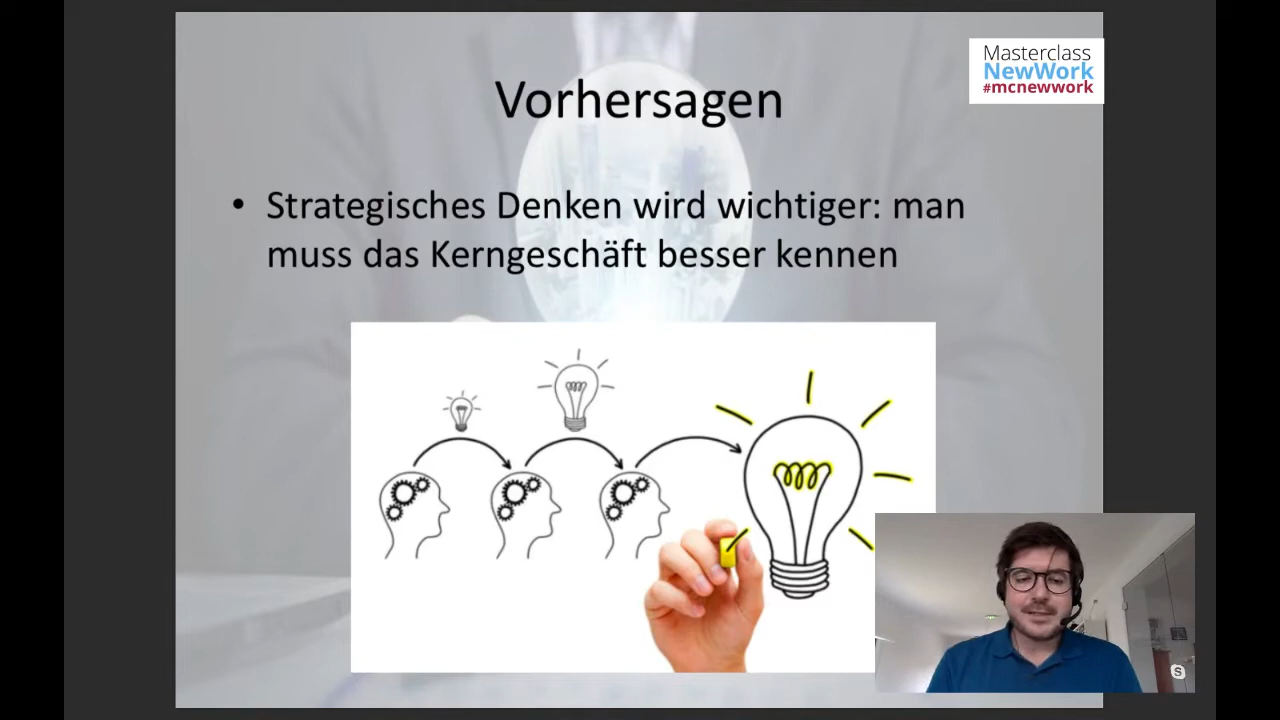 Vorhersagen
Masterclass
NewWork
#mcnewwork
• Strategisches Denken wird wichtiger: man
muss das Kerngeschäft besser kennen